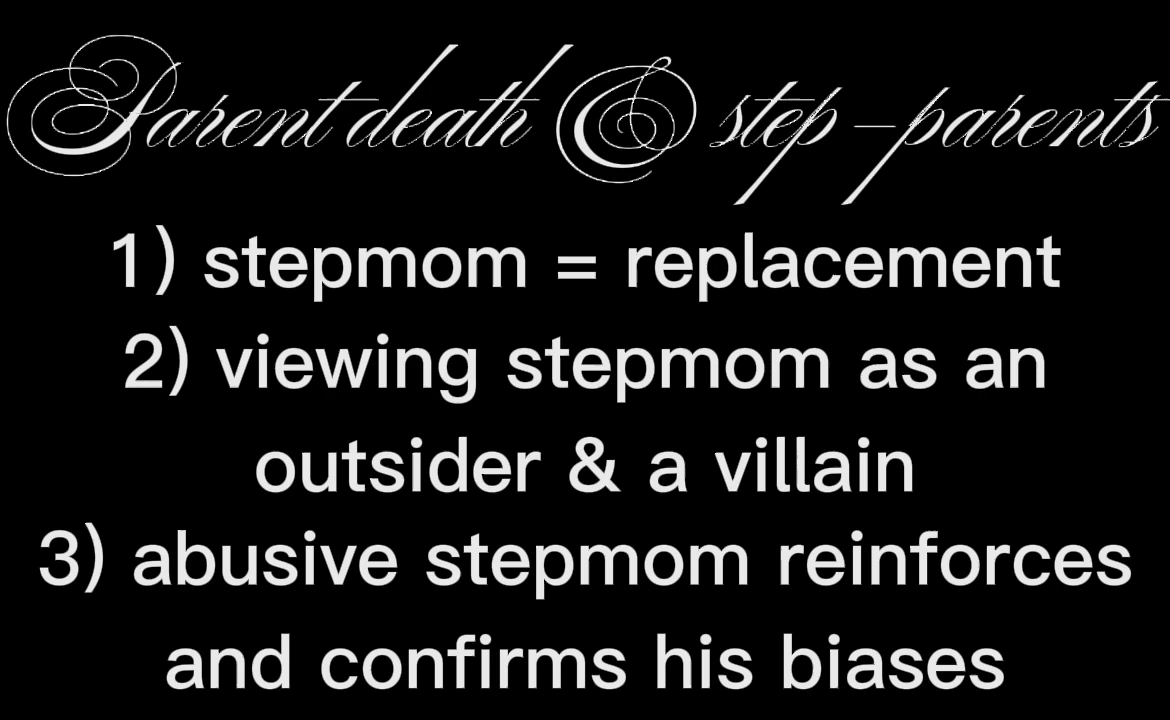 Parent death & step-parents
1) stepmom = replacement
2) viewing stepmom as an
outsider & a villain
3) abusive stepmom reinforces
and confirms his biases